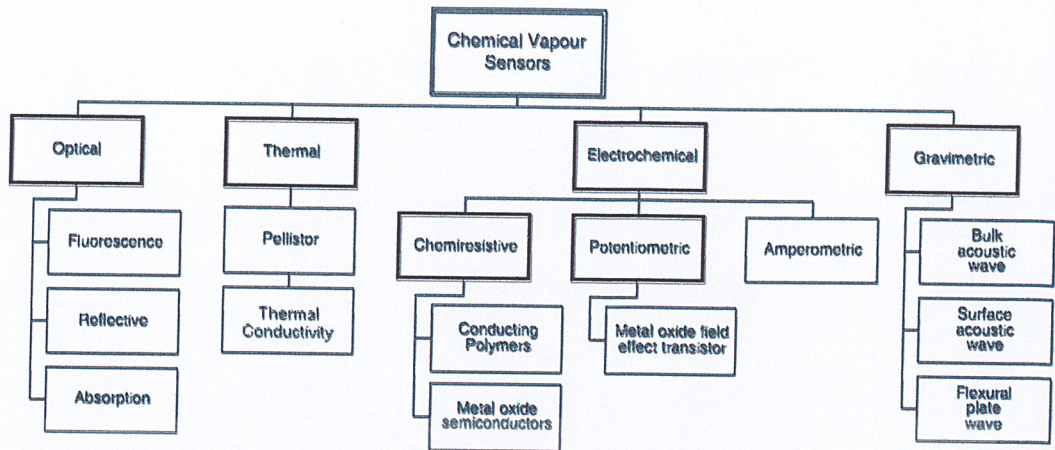 Chemical Vapour
Sensors
Optical
Thermal
Electrochemical
Gravimetric
Fluorescence
Reflective
Absorption
Pellistor
Thermal
Conductivity
Chemiresistive
Potentiometric
Amperometric
Conducting
Polymers
Metal oxide
semiconductors
Metal oxide field
effect transistor
Bulk
acoustic
wave
Surface
acoustic
wave
Flexural
plate
wave